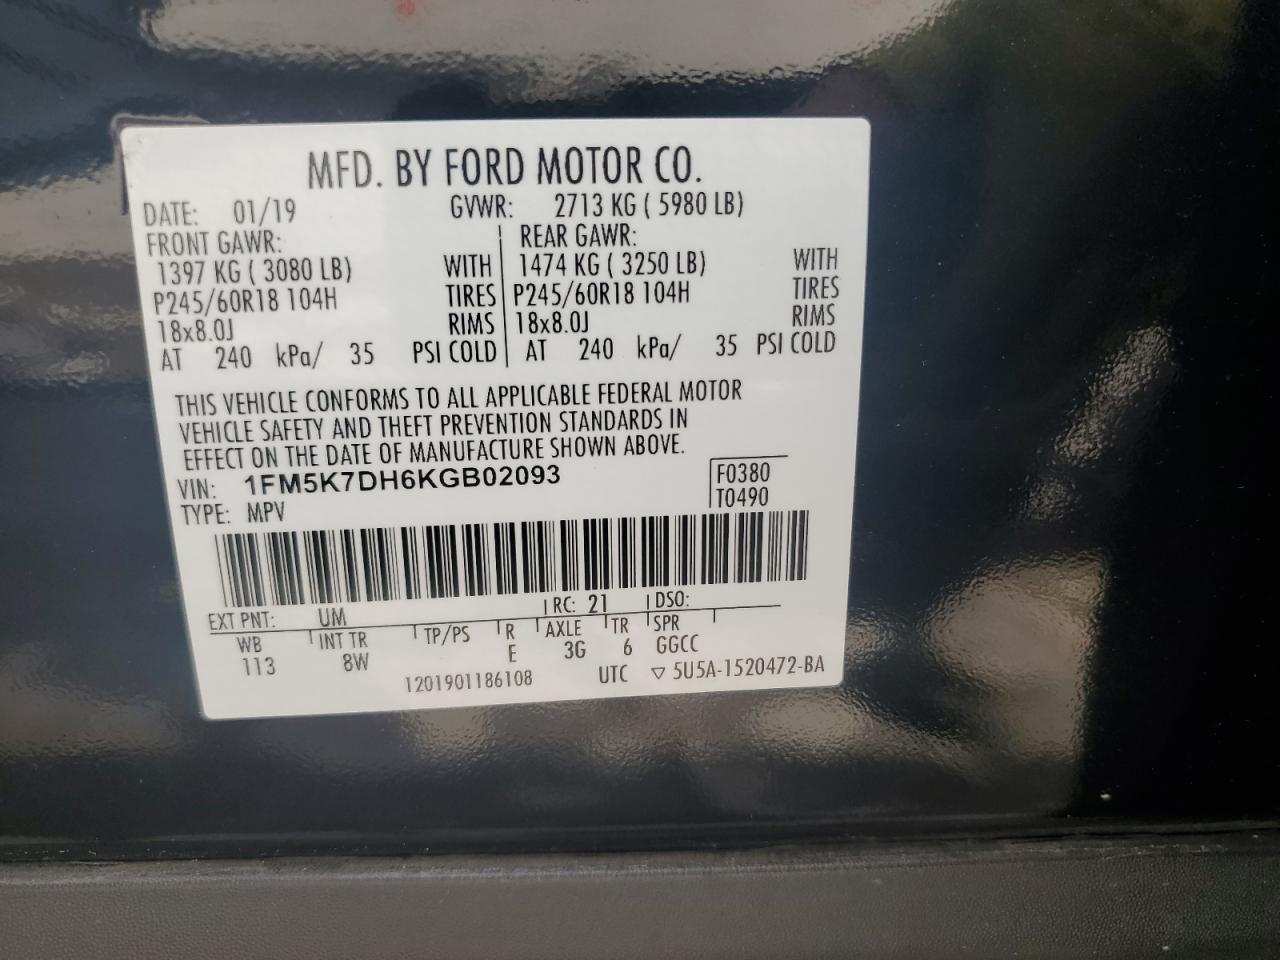 MFD. BY FORD MOTOR CO.
DATE: 01/19 GVWR: 2713 KG ( 5980 LB)
FRONT GAWR: REAR GAWR:
1397 KG ( 3080 LB) WITH 1474 KG ( 3250 LB) WITH
P245/60R18 104H TIRES P245/60R18 104H TIRES
18x8.0J RIMS 18x8.0J RIMS
AT 240 kPa/ 35 PSI COLD AT 240 kPa/ 35 PSI COLD
THIS VEHICLE CONFORMS TO ALL APPLICABLE FEDERAL MOTOR
VEHICLE SAFETY AND THEFT PREVENTION STANDARDS IN
EFFECT ON THE DATE OF MANUFACTURE SHOWN ABOVE.
VIN: 1FM5K7DH6KGB02093 F0380
TYPE: MPV T0490
EXT PNT: UM RC: 21 DSO:
WB INT TR TP/PS R AXLE TR SPR
113 8W E 3G 6 GGCC
1201901186108 UTC ▽ 5U5A-1520472-BA